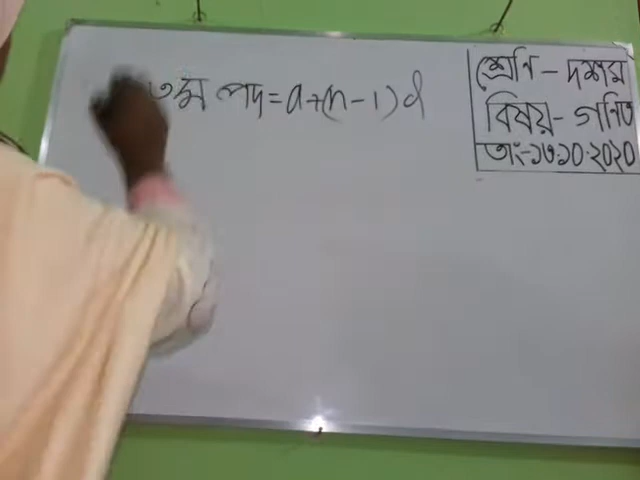 তম পদ = a+(n-1)d
শ্রেণি - দশম
বিষয় - গণিত
তাং-১৩.১০.২০২০